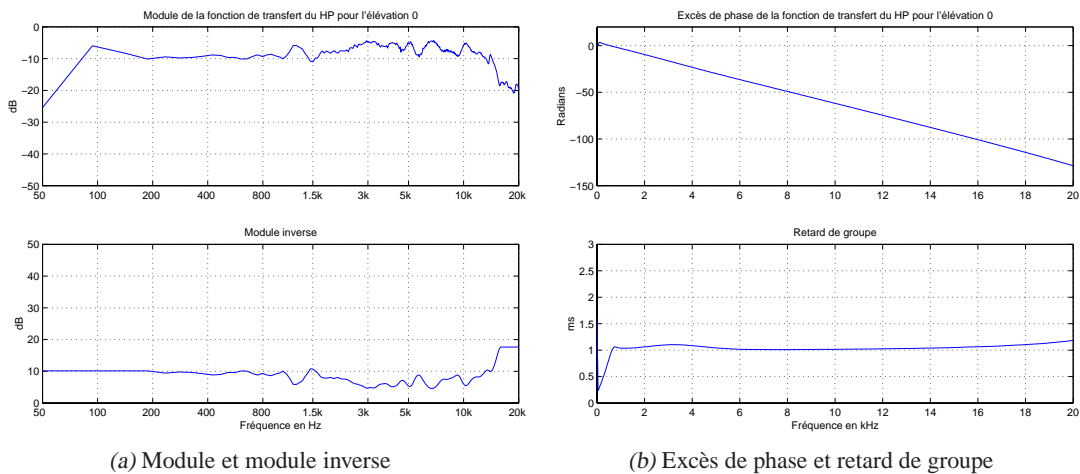 Module de la fonction de transfert du HP pour l'élévation 0
0
−10
−20
−30
−40
−50
dB
50 100 200 400 800 1.5k 3k 5k 10k 20k
Module inverse
50
40
30
20
10
0
dB
50 100 200 400 800 1.5k 3k 5k 10k 20k
Fréquence en Hz
(a) Module et module inverse
Excès de phase de la fonction de transfert du HP pour l'élévation 0
0
−50
−100
−150
Radians
0 2 4 6 8 10 12 14 16 18 20
Retard de groupe
3
2.5
2
1.5
1
0.5
0
ms
0 2 4 6 8 10 12 14 16 18 20
Fréquence en kHz
(b) Excès de phase et retard de groupe